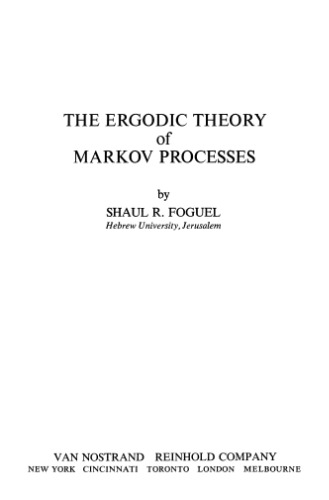 THE ERGODIC THEORY
of
MARKOV PROCESSES
by
SHAUL R. FOGUEL
Hebrew University, Jerusalem
VAN NOSTRAND REINHOLD COMPANY
NEW YORK CINCINNATI TORONTO LONDON MELBOURNE